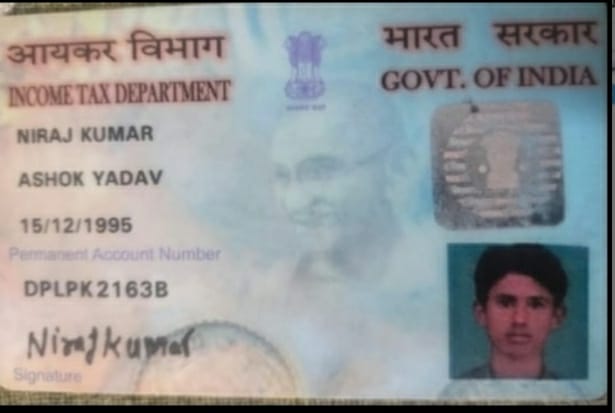 आयकर विभाग
भारत सरकार
INCOME TAX DEPARTMENT
GOVT. OF INDIA
NIRAJ KUMAR
ASHOK YADAV
15/12/1995
Permanent Account Number
DPLPK2163B
Nirajkumar
Signature